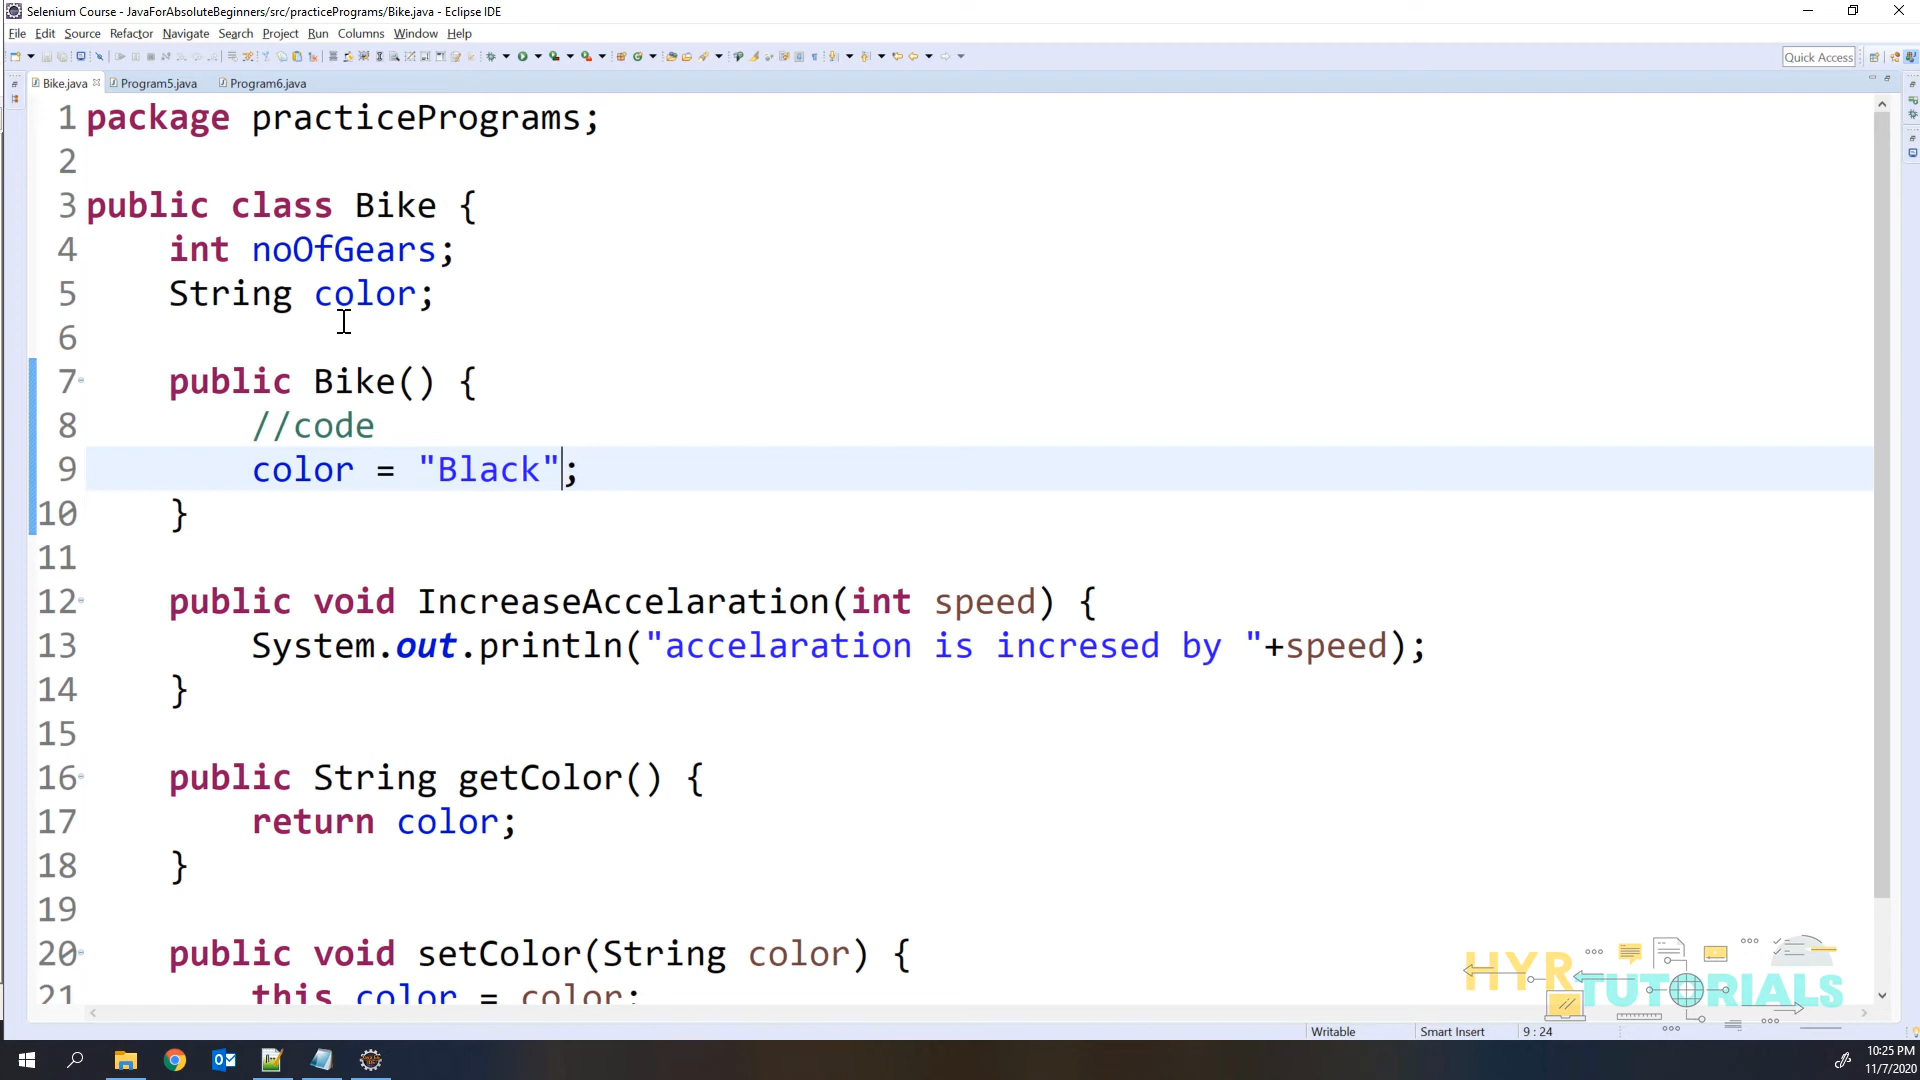 Selenium Course - JavaForAbsoluteBeginners/src/practicePrograms/Bike.java - Eclipse IDE
File Edit Source Refactor Navigate Search Project Run Columns Window Help
Quick Access
Bike.java Program5.java Program6.java
1 package practicePrograms;
2
3 public class Bike {
4 int noOfGears;
5 String color;
6
7 public Bike() {
8 //code
9 color = "Black";
10 }
11
12 public void IncreaseAccelaration(int speed) {
13 System.out.println("accelaration is incresed by "+speed);
14 }
15
16 public String getColor() {
17 return color;
18 }
19
20 public void setColor(String color) {
21 this.color = color;
HYR
TUTORIALS
Writable Smart Insert 9 : 24
10:25 PM
11/7/2020